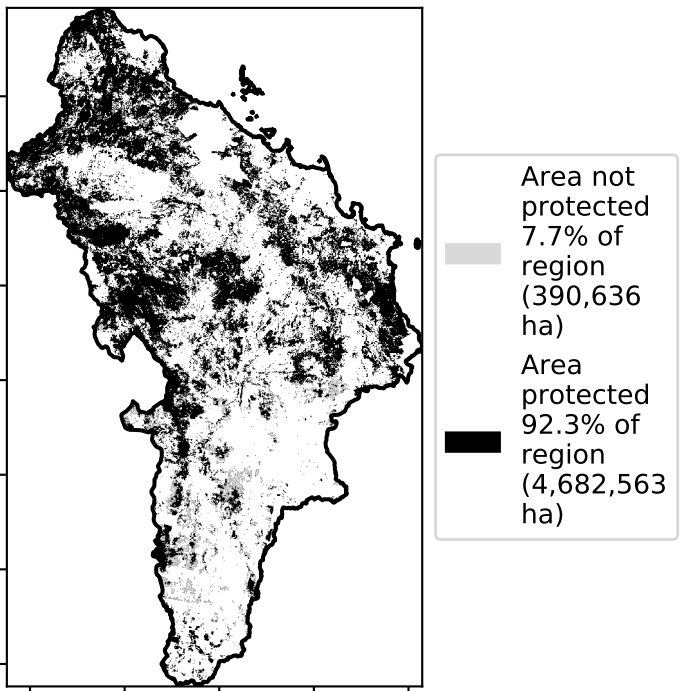 Area not
protected
7.7% of
region
(390,636
ha)
Area
protected
92.3% of
region
(4,682,563
ha)